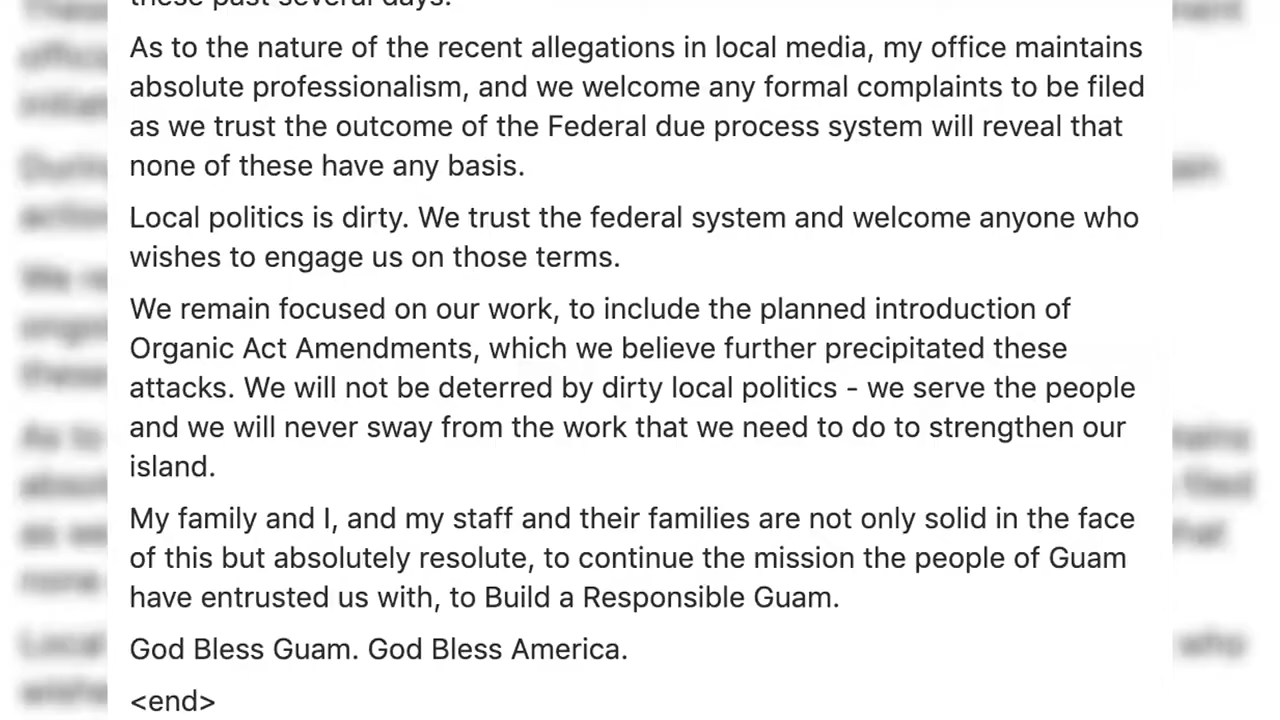 these past several days.
As to the nature of the recent allegations in local media, my office maintains
absolute professionalism, and we welcome any formal complaints to be filed
as we trust the outcome of the Federal due process system will reveal that
none of these have any basis.
Local politics is dirty. We trust the federal system and welcome anyone who
wishes to engage us on those terms.
We remain focused on our work, to include the planned introduction of
Organic Act Amendments, which we believe further precipitated these
attacks. We will not be deterred by dirty local politics - we serve the people
and we will never sway from the work that we need to do to strengthen our
island.
My family and I, and my staff and their families are not only solid in the face
of this but absolutely resolute, to continue the mission the people of Guam
have entrusted us with, to Build a Responsible Guam.
God Bless Guam. God Bless America.
<end>